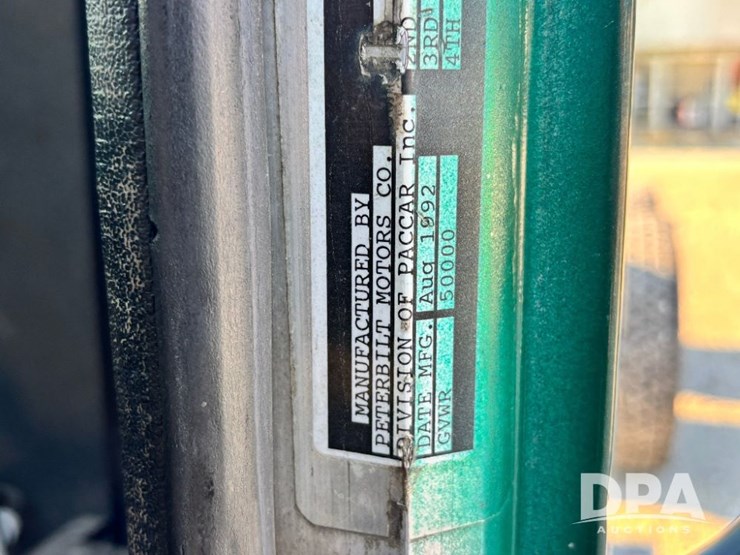 MANUFACTURED BY
PETERBILT MOTORS CO.
DIVISION OF PACCAR Inc.
DATE MFG. Aug 1992
GVWR 50000
2ND
3RD
4TH
DPA
AUCTIONS